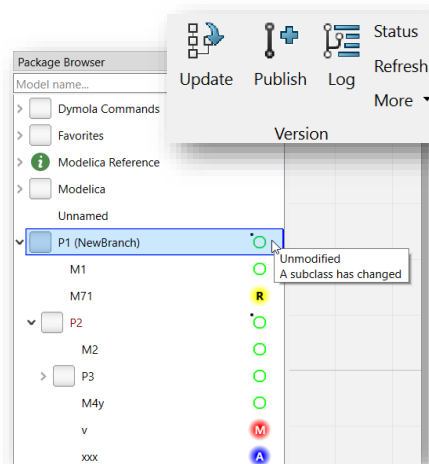 Update
Publish
Log
Status
Refresh
More
Version
Package Browser
Model name...
Dymola Commands
Favorites
i Modelica Reference
Modelica
Unnamed
P1 (NewBranch)
Unmodified
A subclass has changed
M1
M71 R
P2
M2
P3
M4y
v M
xxx A